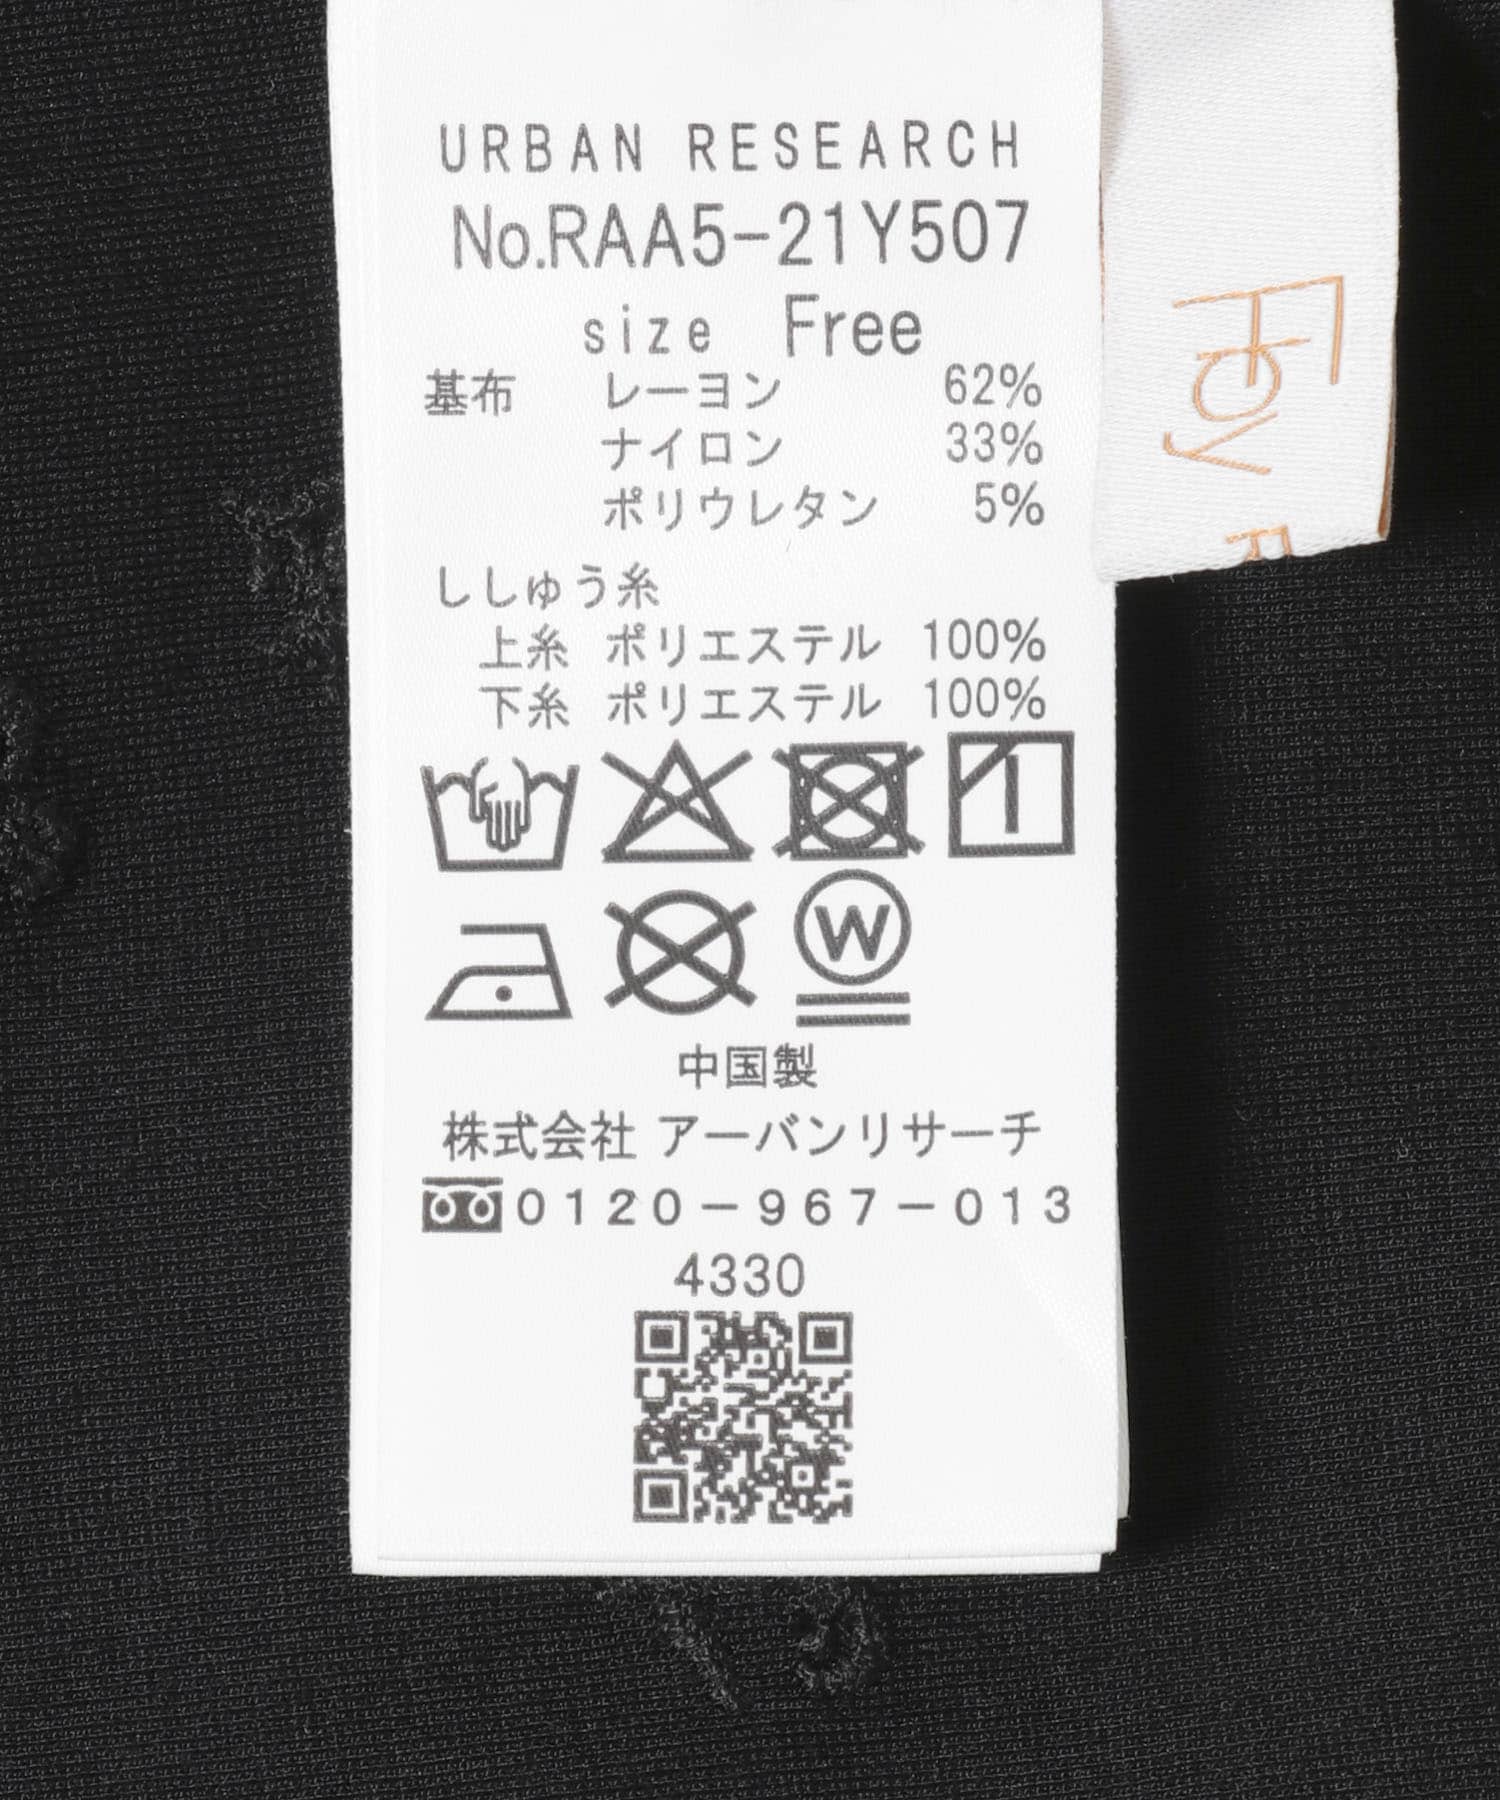 URBAN RESEARCH
No.RAA5-21Y507
size Free
基布 レーヨン 62%
ナイロン 33%
ポリウレタン 5%
ししゅう糸
上糸 ポリエステル 100%
下糸 ポリエステル 100%
W
中国製
株式会社 アーバンリサーチ
0120-967-013
4330